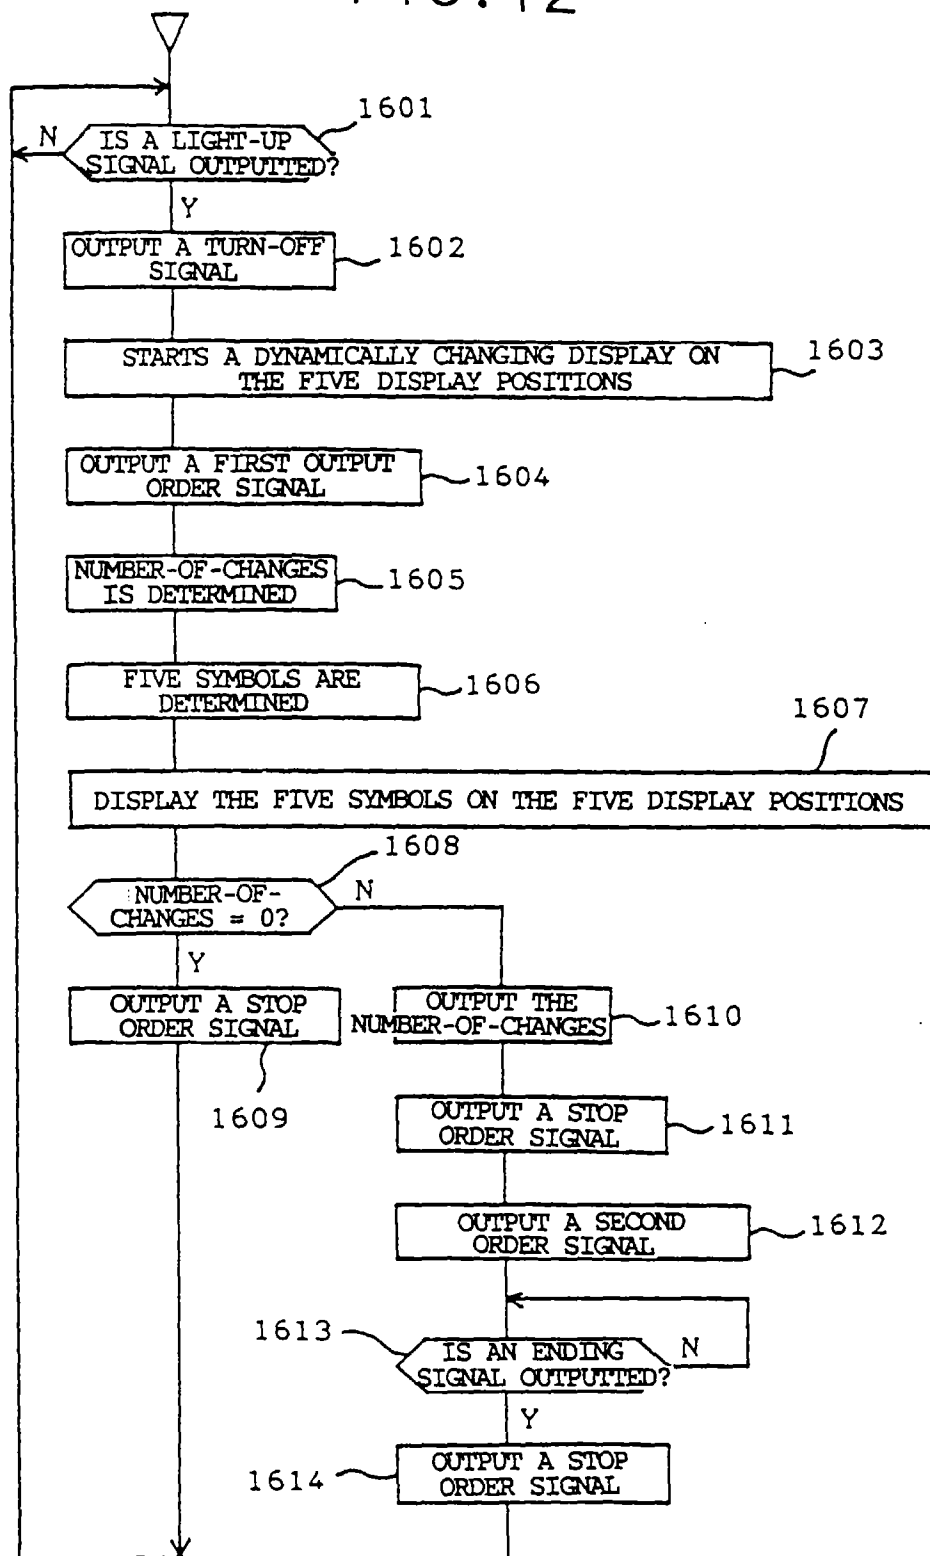 FIG. 12
1601
N
IS A LIGHT-UP
SIGNAL OUTPUTTED?
Y
OUTPUT A TURN-OFF
SIGNAL
1602
STARTS A DYNAMICALLY CHANGING DISPLAY ON
THE FIVE DISPLAY POSITIONS
1603
OUTPUT A FIRST OUTPUT
ORDER SIGNAL
1604
NUMBER-OF-CHANGES
IS DETERMINED
1605
FIVE SYMBOLS ARE
DETERMINED
1606
1607
DISPLAY THE FIVE SYMBOLS ON THE FIVE DISPLAY POSITIONS
1608
NUMBER-OF-
CHANGES = 0?
N
Y
OUTPUT A STOP
ORDER SIGNAL
1609
OUTPUT THE
NUMBER-OF-CHANGES
1610
OUTPUT A STOP
ORDER SIGNAL
1611
OUTPUT A SECOND
ORDER SIGNAL
1612
1613
IS AN ENDING
SIGNAL OUTPUTTED?
N
Y
OUTPUT A STOP
ORDER SIGNAL
1614